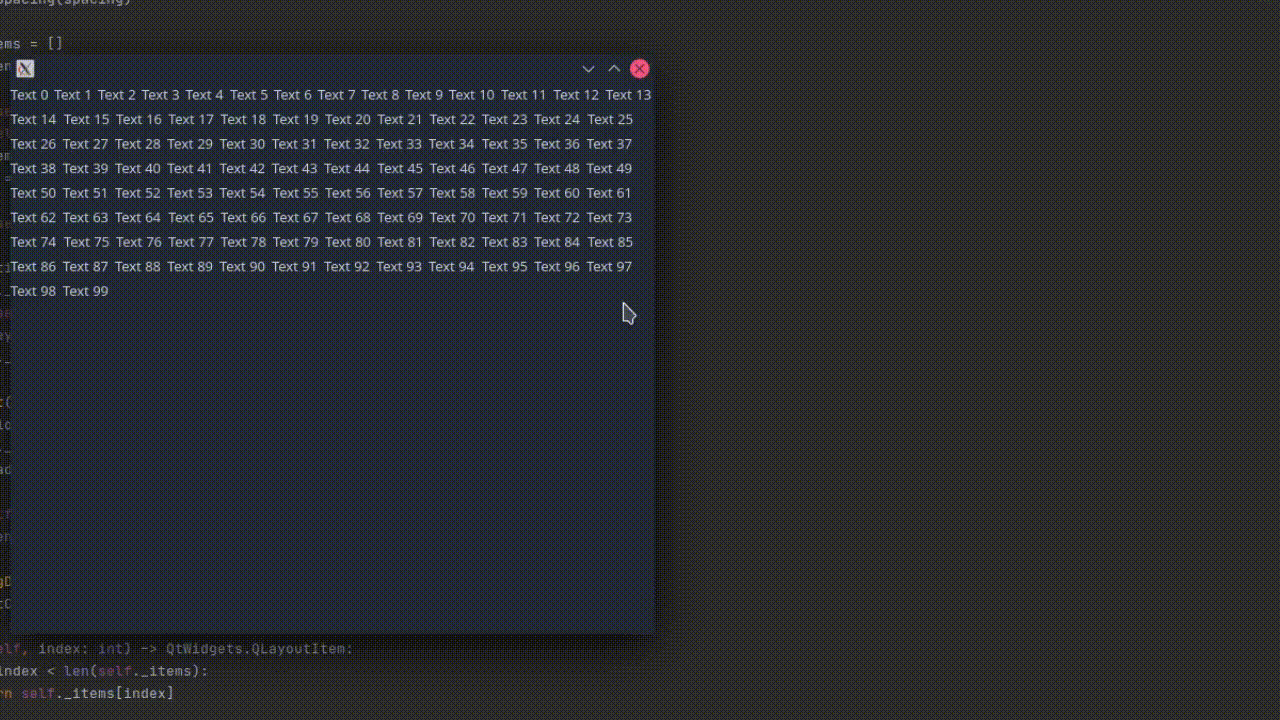 spacing(spacing)
ems = []
Text 0 Text 1 Text 2 Text 3 Text 4 Text 5 Text 6 Text 7 Text 8 Text 9 Text 10 Text 11 Text 12 Text 13
Text 14 Text 15 Text 16 Text 17 Text 18 Text 19 Text 20 Text 21 Text 22 Text 23 Text 24 Text 25
Text 26 Text 27 Text 28 Text 29 Text 30 Text 31 Text 32 Text 33 Text 34 Text 35 Text 36 Text 37
Text 38 Text 39 Text 40 Text 41 Text 42 Text 43 Text 44 Text 45 Text 46 Text 47 Text 48 Text 49
Text 50 Text 51 Text 52 Text 53 Text 54 Text 55 Text 56 Text 57 Text 58 Text 59 Text 60 Text 61
Text 62 Text 63 Text 64 Text 65 Text 66 Text 67 Text 68 Text 69 Text 70 Text 71 Text 72 Text 73
Text 74 Text 75 Text 76 Text 77 Text 78 Text 79 Text 80 Text 81 Text 82 Text 83 Text 84 Text 85
Text 86 Text 87 Text 88 Text 89 Text 90 Text 91 Text 92 Text 93 Text 94 Text 95 Text 96 Text 97
Text 98 Text 99
elf, index: int) -> QtWidgets.QLayoutItem:
index < len(self._items):
rn self._items[index]